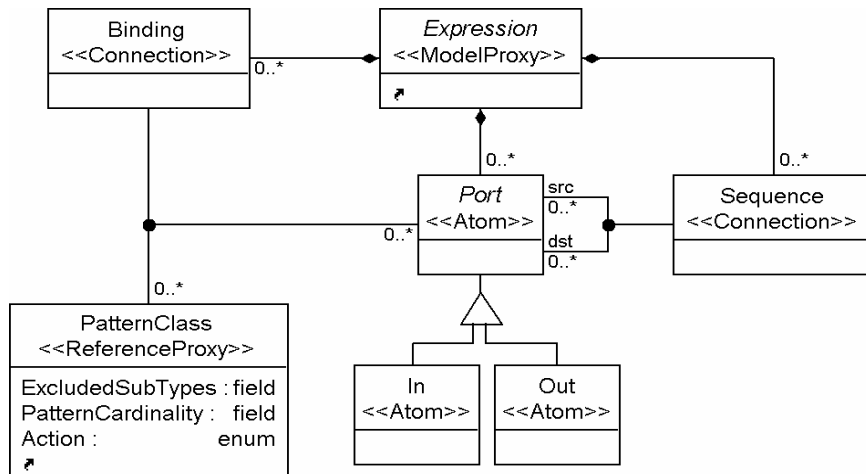 Binding
<<Connection>>
0..*
Expression
<<ModelProxy>>
0..*
0..*
Port
<<Atom>>
0..*
src
0..*
dst
0..*
Sequence
<<Connection>>
0..*
PatternClass
<<ReferenceProxy>>
ExcludedSubTypes : field
PatternCardinality : field
Action : enum
In
<<Atom>>
Out
<<Atom>>